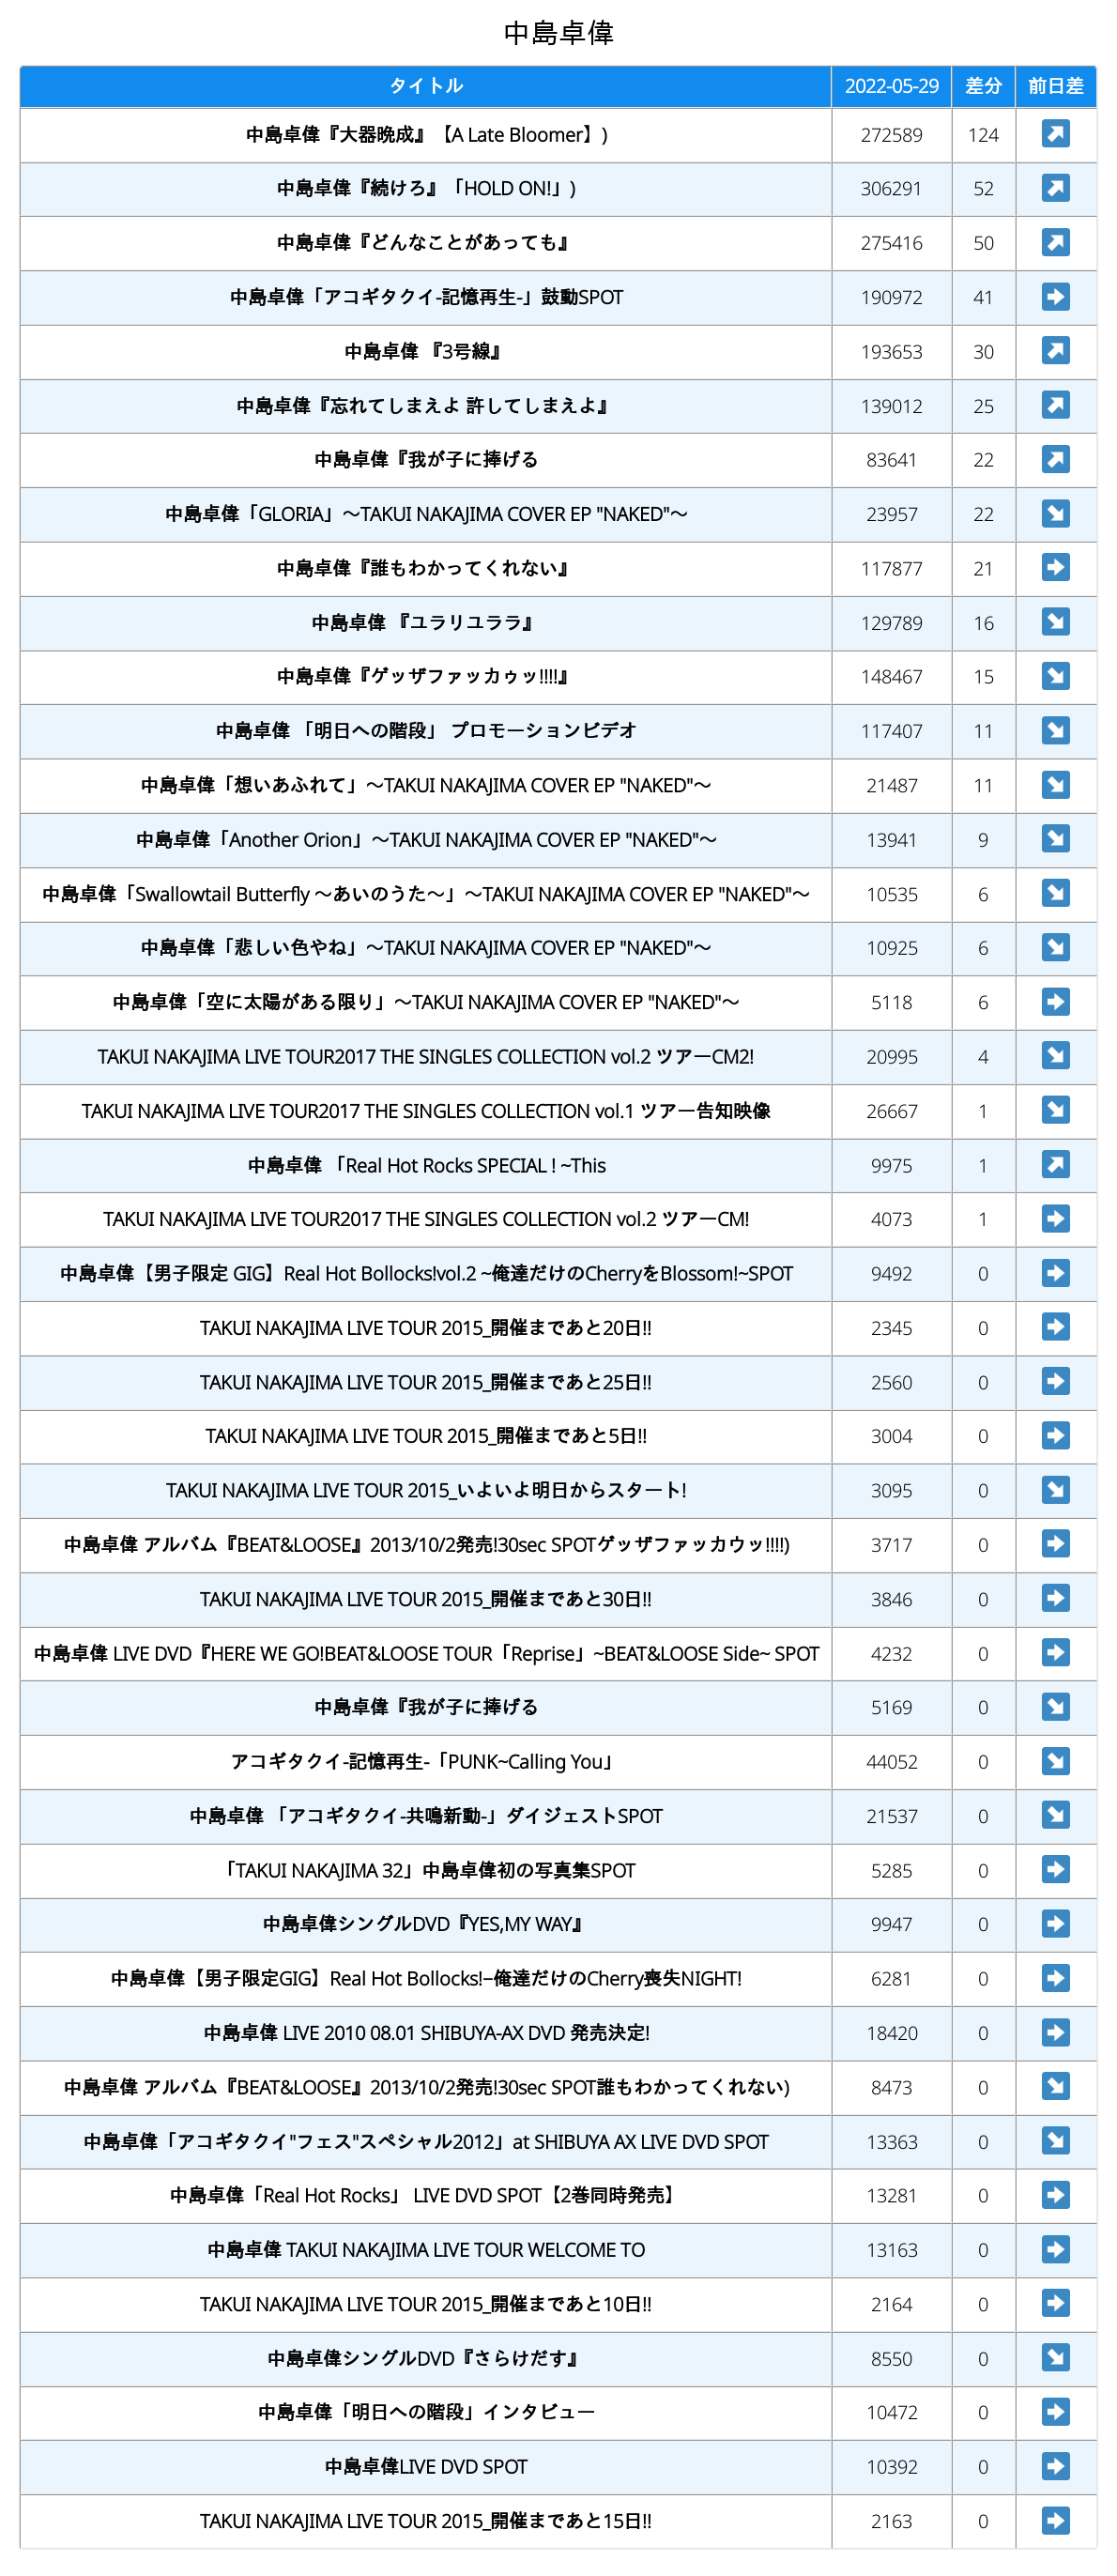 中島卓偉
タイトル 2022-05-29 差分 前日差
中島卓偉『大器晩成』【A Late Bloomer】) 272589 124 ↗
中島卓偉『続けろ』「HOLD ON!」) 306291 52 ↗
中島卓偉『どんなことがあっても』 275416 50 ↗
中島卓偉「アコギタクイ-記憶再生-」鼓動SPOT 190972 41 ➡
中島卓偉 『3号線』 193653 30 ↗
中島卓偉『忘れてしまえよ 許してしまえよ』 139012 25 ↗
中島卓偉『我が子に捧げる 83641 22 ↗
中島卓偉「GLORIA」〜TAKUI NAKAJIMA COVER EP "NAKED"〜 23957 22 ↘
中島卓偉『誰もわかってくれない』 117877 21 ➡
中島卓偉 『ユラリユララ』 129789 16 ↘
中島卓偉『ゲッザファッカゥッ!!!!』 148467 15 ↘
中島卓偉 「明日への階段」 プロモーションビデオ 117407 11 ↘
中島卓偉「想いあふれて」〜TAKUI NAKAJIMA COVER EP "NAKED"〜 21487 11 ↘
中島卓偉「Another Orion」〜TAKUI NAKAJIMA COVER EP "NAKED"〜 13941 9 ↘
中島卓偉「Swallowtail Butterfly 〜あいのうた〜」〜TAKUI NAKAJIMA COVER EP "NAKED"〜 10535 6 ↘
中島卓偉「悲しい色やね」〜TAKUI NAKAJIMA COVER EP "NAKED"〜 10925 6 ↘
中島卓偉「空に太陽がある限り」〜TAKUI NAKAJIMA COVER EP "NAKED"〜 5118 6 ➡
TAKUI NAKAJIMA LIVE TOUR2017 THE SINGLES COLLECTION vol.2 ツアーCM2! 20995 4 ↘
TAKUI NAKAJIMA LIVE TOUR2017 THE SINGLES COLLECTION vol.1 ツアー告知映像 26667 1 ↘
中島卓偉 「Real Hot Rocks SPECIAL ! ~This 9975 1 ↗
TAKUI NAKAJIMA LIVE TOUR2017 THE SINGLES COLLECTION vol.2 ツアーCM! 4073 1 ➡
中島卓偉【男子限定 GIG】Real Hot Bollocks!vol.2 ~俺達だけのCherryをBlossom!~SPOT 9492 0 ➡
TAKUI NAKAJIMA LIVE TOUR 2015_開催まであと20日!! 2345 0 ➡
TAKUI NAKAJIMA LIVE TOUR 2015_開催まであと25日!! 2560 0 ➡
TAKUI NAKAJIMA LIVE TOUR 2015_開催まであと5日!! 3004 0 ➡
TAKUI NAKAJIMA LIVE TOUR 2015_いよいよ明日からスタート! 3095 0 ↘
中島卓偉 アルバム『BEAT&LOOSE』2013/10/2発売!30sec SPOTゲッザファッカウッ!!!!) 3717 0 ➡
TAKUI NAKAJIMA LIVE TOUR 2015_開催まであと30日!! 3846 0 ➡
中島卓偉 LIVE DVD『HERE WE GO!BEAT&LOOSE TOUR「Reprise」~BEAT&LOOSE Side~ SPOT 4232 0 ➡
中島卓偉『我が子に捧げる 5169 0 ↘
アコギタクイ-記憶再生-「PUNK~Calling You」 44052 0 ↘
中島卓偉 「アコギタクイ-共鳴新動-」ダイジェストSPOT 21537 0 ↘
「TAKUI NAKAJIMA 32」中島卓偉初の写真集SPOT 5285 0 ➡
中島卓偉シングルDVD『YES,MY WAY』 9947 0 ➡
中島卓偉【男子限定GIG】Real Hot Bollocks!−俺達だけのCherry喪失NIGHT! 6281 0 ➡
中島卓偉 LIVE 2010 08.01 SHIBUYA-AX DVD 発売決定! 18420 0 ➡
中島卓偉 アルバム『BEAT&LOOSE』2013/10/2発売!30sec SPOT誰もわかってくれない) 8473 0 ↘
中島卓偉「アコギタクイ"フェス"スペシャル2012」at SHIBUYA AX LIVE DVD SPOT 13363 0 ↘
中島卓偉「Real Hot Rocks」 LIVE DVD SPOT【2巻同時発売】 13281 0 ➡
中島卓偉 TAKUI NAKAJIMA LIVE TOUR WELCOME TO 13163 0 ➡
TAKUI NAKAJIMA LIVE TOUR 2015_開催まであと10日!! 2164 0 ➡
中島卓偉シングルDVD『さらけだす』 8550 0 ↘
中島卓偉「明日への階段」インタビュー 10472 0 ➡
中島卓偉LIVE DVD SPOT 10392 0 ➡
TAKUI NAKAJIMA LIVE TOUR 2015_開催まであと15日!! 2163 0 ➡